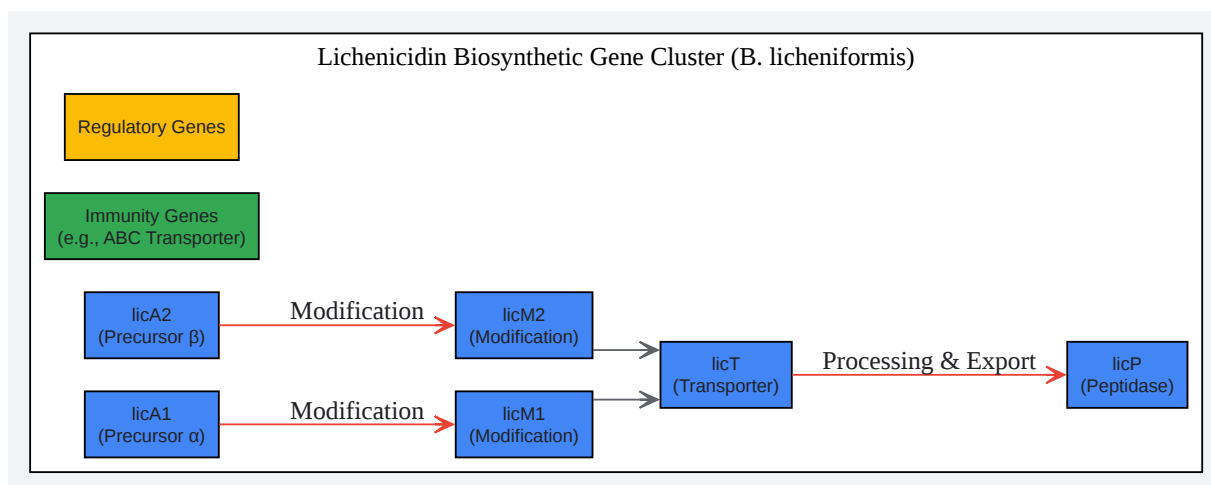 Lichenicidin Biosynthetic Gene Cluster (B. licheniformis)
Regulatory Genes
Immunity Genes
(e.g., ABC Transporter)
licA2
(Precursor β)
Modification
licM2
(Modification)
licT
(Transporter)
Processing & Export
licP
(Peptidase)
licA1
(Precursor α)
Modification
licM1
(Modification)